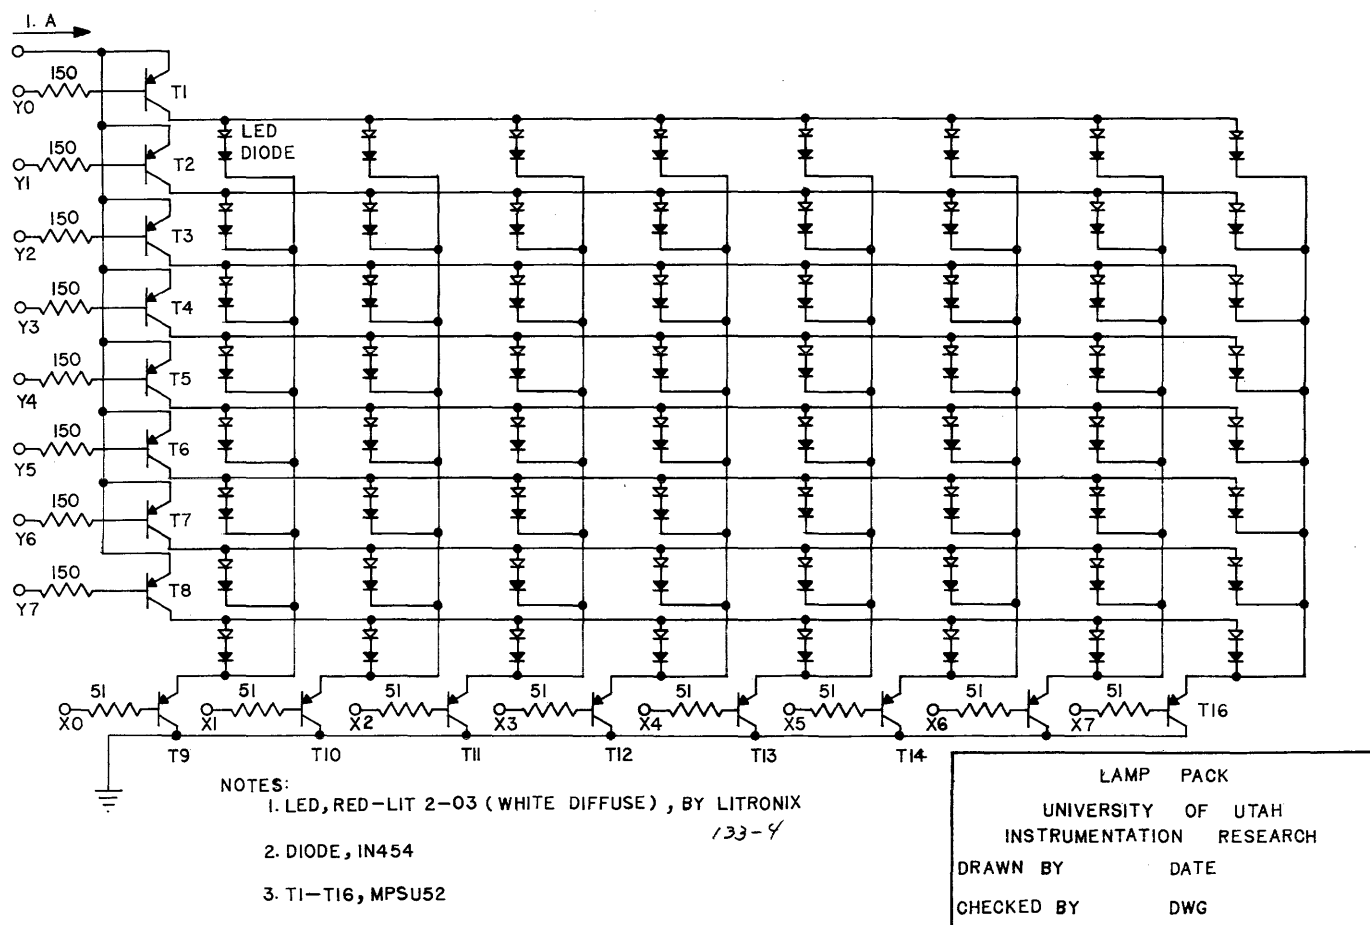 1. A
150
Y0
T1
LED
DIODE
150
Y1
T2
150
Y2
T3
150
Y3
T4
150
Y4
T5
150
Y5
T6
150
Y6
T7
150
Y7
T8
51 51 51 51 51 51 51 51
X0 X1 X2 X3 X4 X5 X6 X7 T16
T9 T10 T11 T12 T13 T14
NOTES:
1. LED, RED-LIT 2-03 (WHITE DIFFUSE), BY LITRONIX
133-4
2. DIODE, IN454
3. T1-T16, MPSU52
LAMP PACK
UNIVERSITY OF UTAH
INSTRUMENTATION RESEARCH
DRAWN BY DATE
CHECKED BY DWG